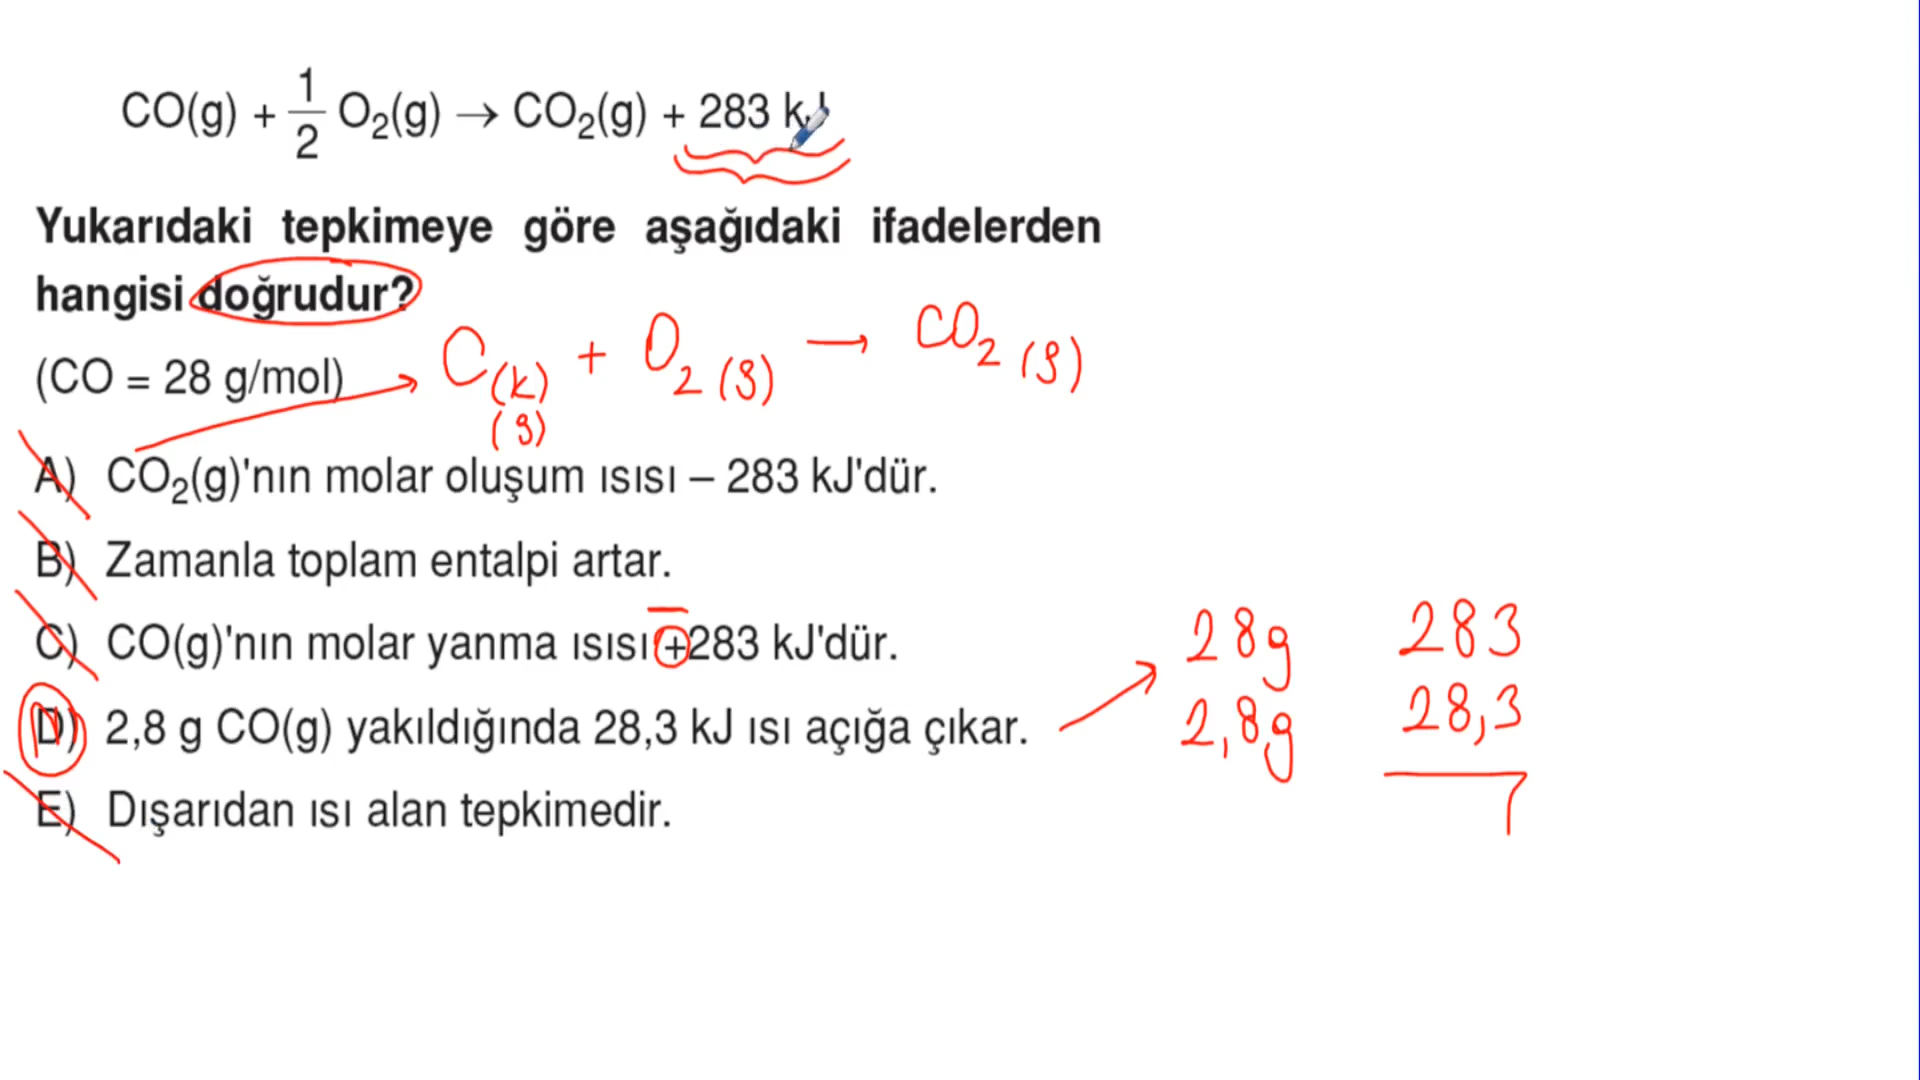 CO(g) + 1/2 O₂(g) → CO₂(g) + 283 kJ
Yukarıdaki tepkimeye göre aşağıdaki ifadelerden
hangisi doğrudur?
(CO = 28 g/mol)
C(k) + O₂(g) → CO₂(g)
(g)
A) CO₂(g)'nın molar oluşum ısısı – 283 kJ'dür.
B) Zamanla toplam entalpi artar.
C) CO(g)'nın molar yanma ısısı +283 kJ'dür.
–
D) 2,8 g CO(g) yakıldığında 28,3 kJ ısı açığa çıkar.
28g 283
2,8g 28,3
E) Dışarıdan ısı alan tepkimedir.